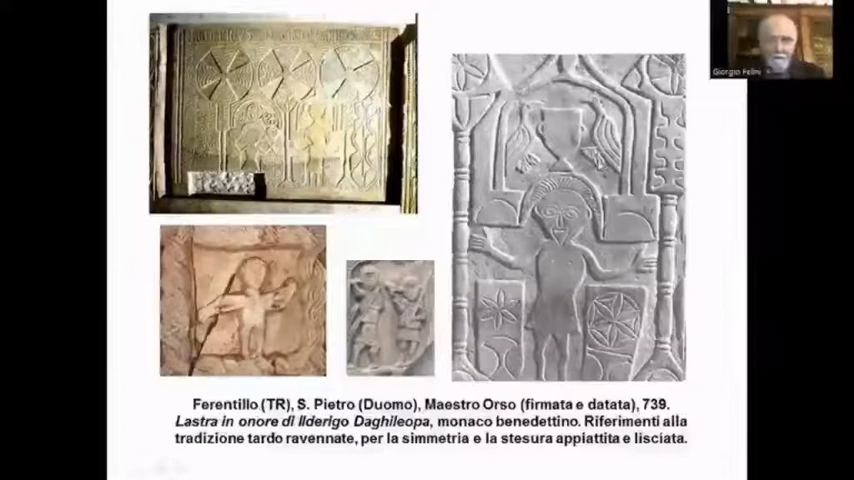 Giorgio Felini
Ferentillo (TR), S. Pietro (Duomo), Maestro Orso (firmata e datata), 739.
Lastra in onore di Ilderigo Daghileopa, monaco benedettino. Riferimenti alla
tradizione tardo ravennate, per la simmetria e la stesura appiattita e lisciata.